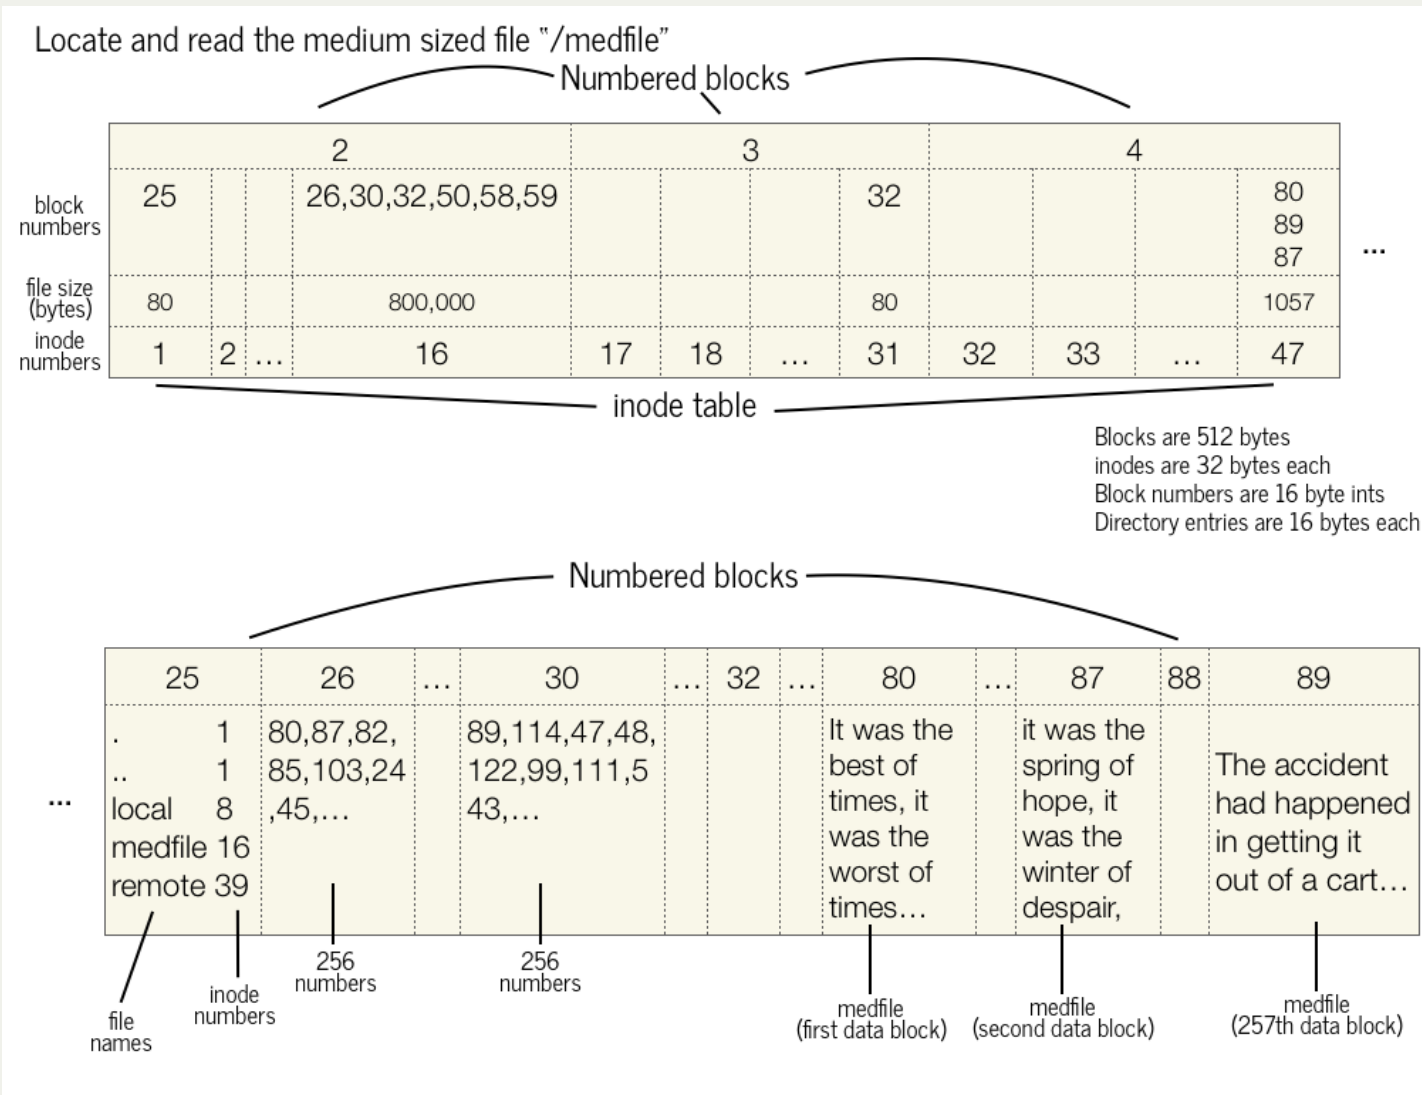 Locate and read the medium sized file “/medfile”
Numbered blocks
2 3 4
block numbers
25 26,30,32,50,58,59 32 80
89
87
...
file size (bytes)
80 800,000 80 1057
inode numbers
1 2 ... 16 17 18 ... 31 32 33 ... 47
inode table
Blocks are 512 bytes
inodes are 32 bytes each
Block numbers are 16 byte ints
Directory entries are 16 bytes each
Numbered blocks
25 26 ... 30 ... 32 ... 80 ... 87 88 89
...
. 1
.. 1
local 8
medfile 16
remote 39
80,87,82,
85,103,24
,45,...
89,114,47,48,
122,99,111,5
43,...
It was the
best of
times, it
was the
worst of
times...
it was the
spring of
hope, it
was the
winter of
despair,
The accident
had happened
in getting it
out of a cart...
file
names
inode
numbers
256
numbers
256
numbers
medfile
(first data block)
medfile
(second data block)
medfile
(257th data block)